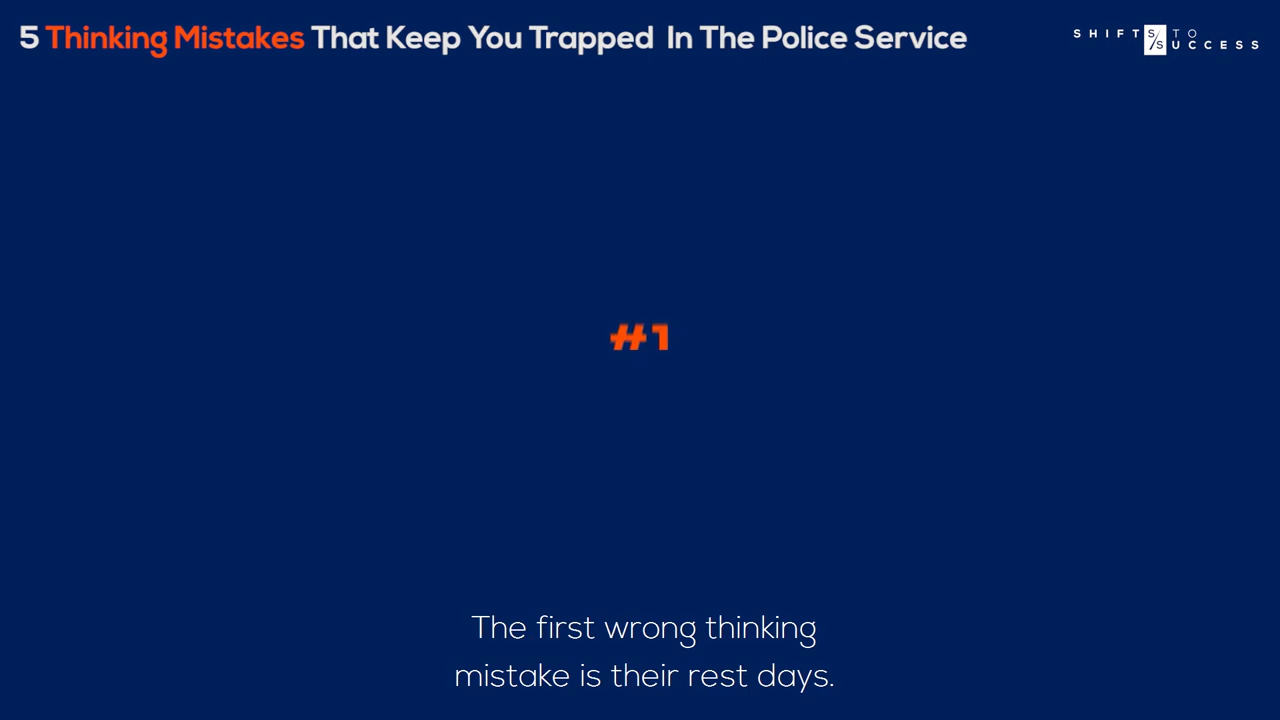 5 Thinking Mistakes That Keep You Trapped In The Police Service
SHIFTS TO
S/S UCCESS
#1
The first wrong thinking
mistake is their rest days.